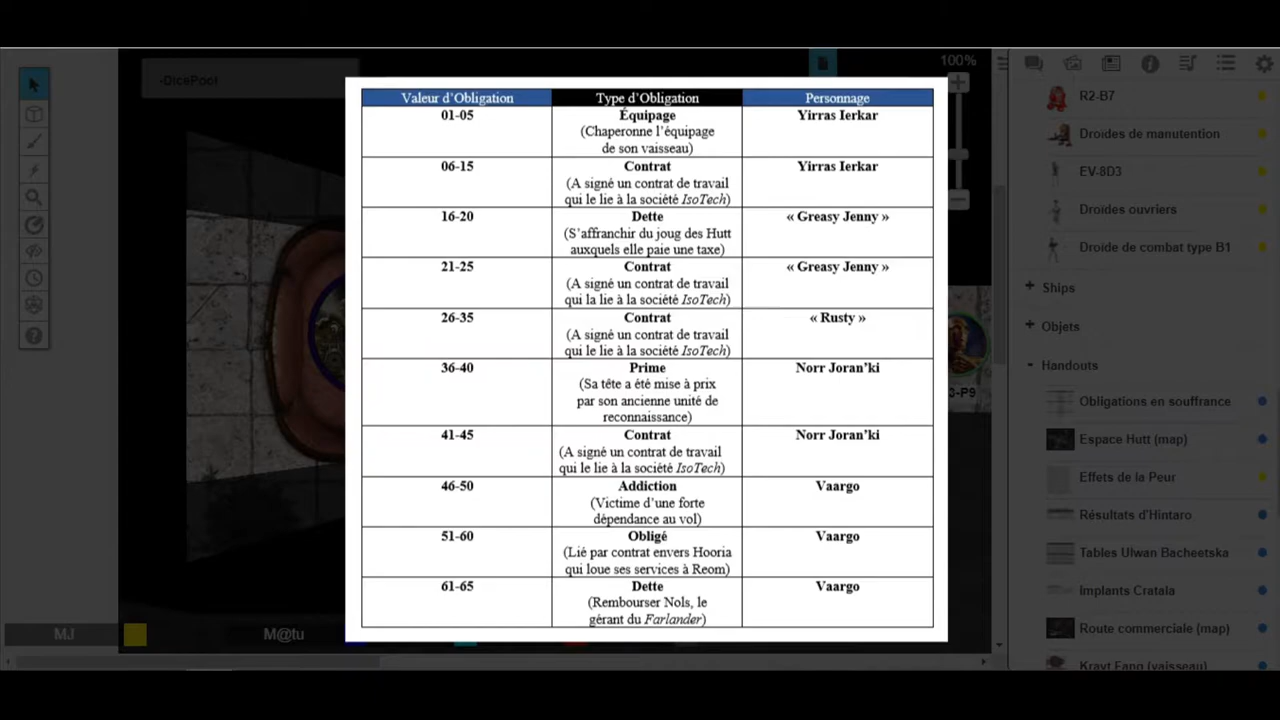 -DicePool
100%
Valeur d'Obligation Type d'Obligation Personnage
01-05 Équipage Yirras Ierkar
(Chaperonne l'équipage
de son vaisseau)
06-15 Contrat Yirras Ierkar
(A signé un contrat de travail
qui le lie à la société IsoTech)
16-20 Dette « Greasy Jenny »
(S'affranchir du joug des Hutt
auxquels elle paie une taxe)
21-25 Contrat « Greasy Jenny »
(A signé un contrat de travail
qui la lie à la société IsoTech)
26-35 Contrat « Rusty »
(A signé un contrat de travail
qui le lie à la société IsoTech)
36-40 Prime Norr Joran'ki
(Sa tête a été mise à prix
par son ancienne unité de
reconnaissance)
41-45 Contrat Norr Joran'ki
(A signé un contrat de travail
qui le lie à la société IsoTech)
46-50 Addiction Vaargo
(Victime d'une forte
dépendance au vol)
51-60 Obligé Vaargo
(Lié par contrat envers Hooria
qui loue ses services à Reom)
61-65 Dette Vaargo
(Rembourser Nols, le
gérant du Farlander)
MJ
M@tu
R2-B7
Droides de manutention
EV-8D3
Droides ouvriers
Droide de combat type B1
Ships
Objets
Handouts
3-P9
Obligations en souffrance
Espace Hutt (map)
Effets de la Peur
Résultats d'Hintaro
Tables Ulwan Bacheetska
Implants Cratala
Route commerciale (map)
Krayt Fang (vaisseau)